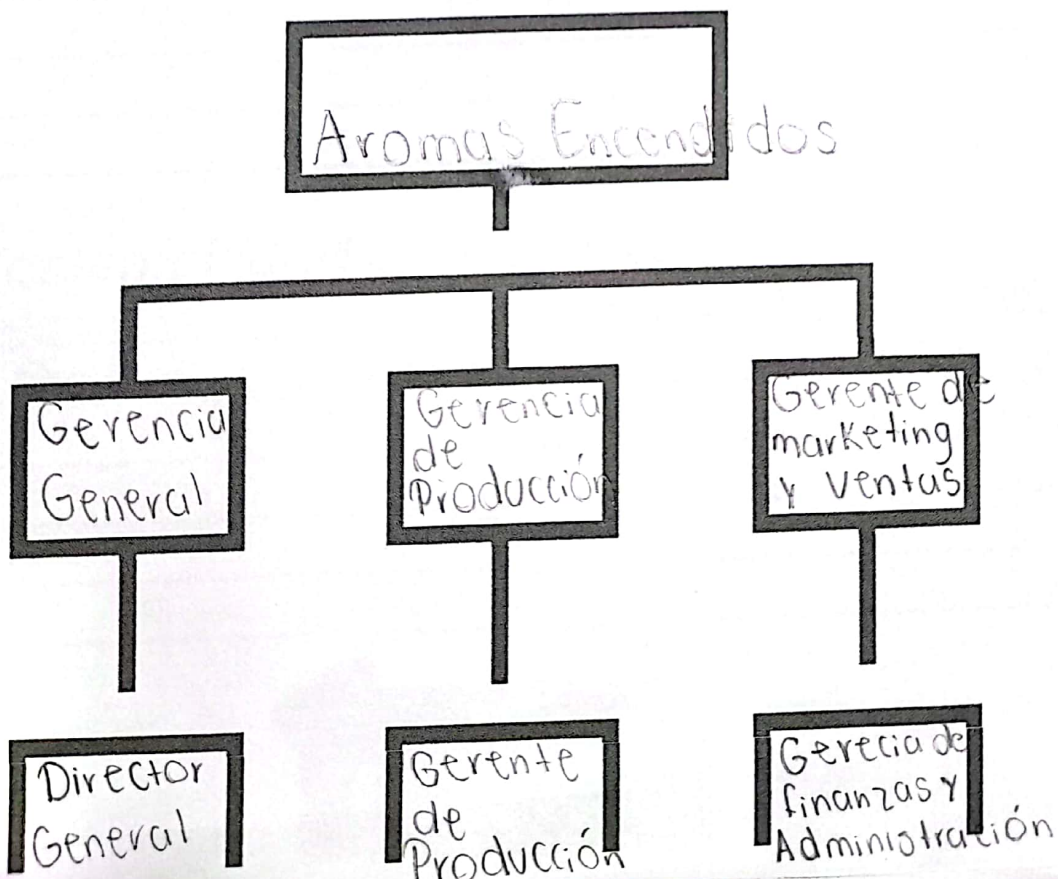 Aromas Encendidos
Gerencia
General
Gerencia
de
Producción
Gerente de
marketing
y ventas
Director
General
Gerente
de
Producción
Gerecia de
finanzas y
Administración